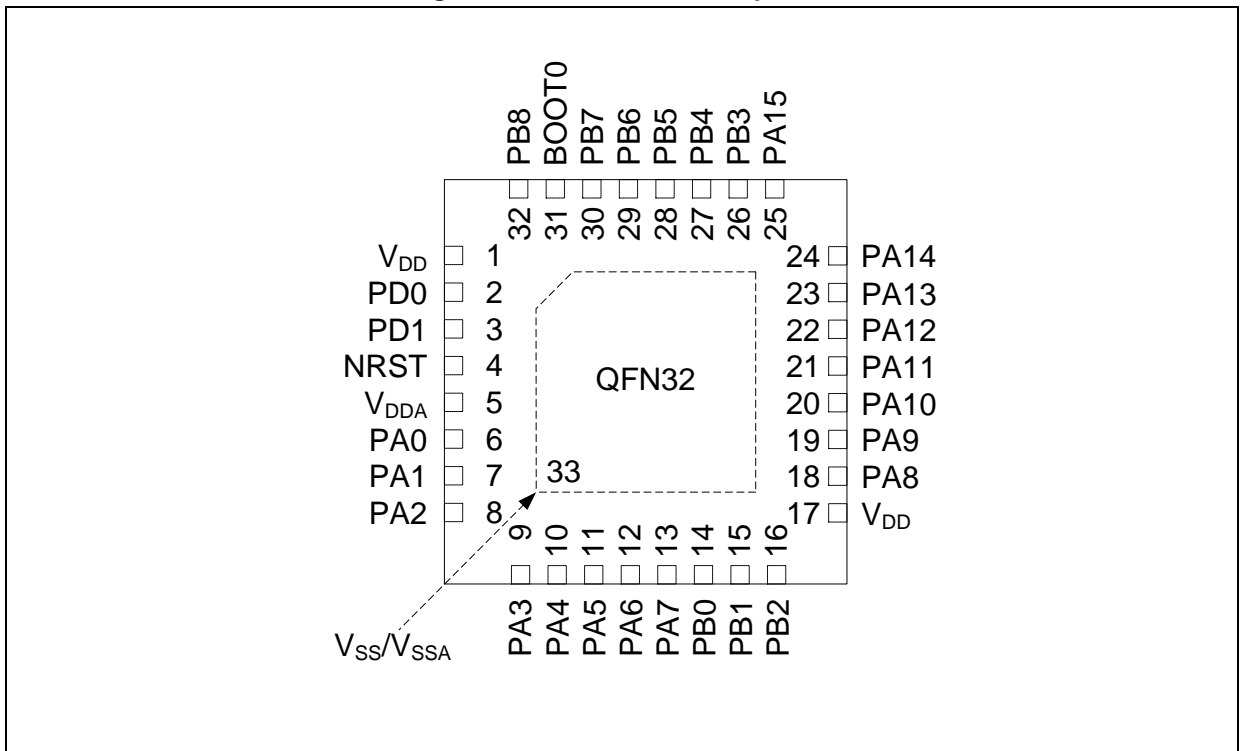 PB8
BOOT0
PB7
PB6
PB5
PB4
PB3
PA15
32
31
30
29
28
27
26
25
VDD 1
PD0 2
PD1 3
NRST 4
VDDA 5
PA0 6
PA1 7
PA2 8
24 PA14
23 PA13
22 PA12
21 PA11
20 PA10
19 PA9
18 PA8
17 VDD
QFN32
33
9
10
11
12
13
14
15
16
PA3
PA4
PA5
PA6
PA7
PB0
PB1
PB2
VSS/VSSA